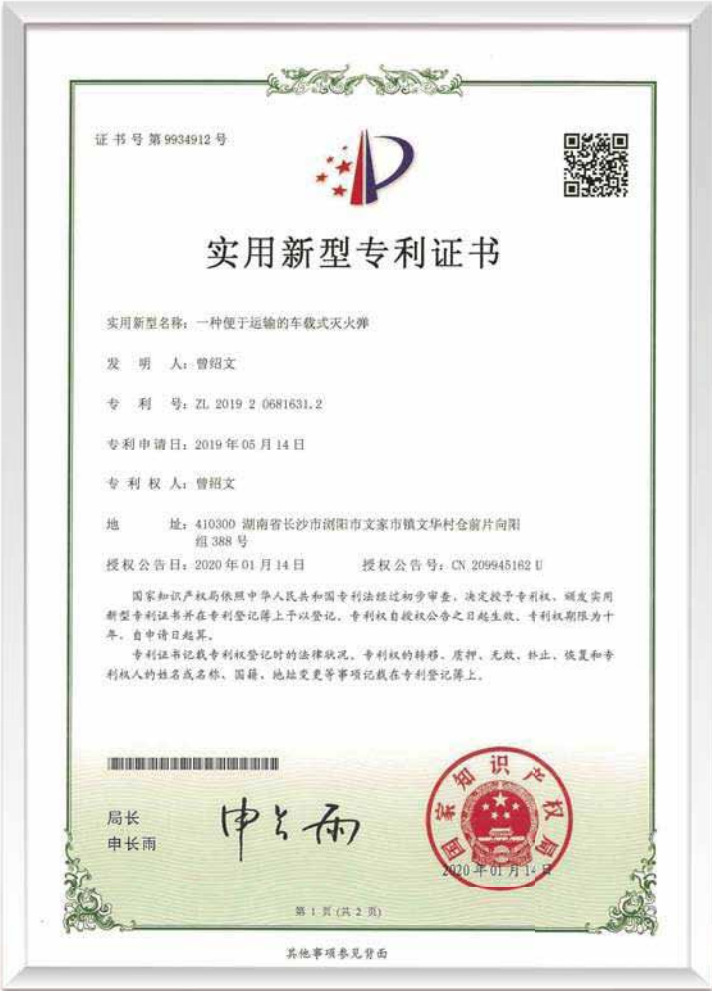 证书号第9934912号
实用新型专利证书
实用新型名称：一种便于运输的车载式灭火弹
发明人：曾绍文
专利号：ZL 2019 2 0681631.2
专利申请日：2019年05月14日
专利权人：曾绍文
地址：410300 湖南省长沙市浏阳市文家市镇文华村仓前片向阳
组388号
授权公告日：2020年01月14日 授权公告号：CN 209945162 U
国家知识产权局依照中华人民共和国专利法经过初步审查，决定授予专利权，颁发实用
新型专利证书并在专利登记簿上予以登记。专利权自授权公告之日起生效。专利权期限为十
年，自申请日起算。
专利证书记载专利权登记时的法律状况。专利权的转移、质押、无效、终止、恢复和专
利权人的姓名或名称、国籍、地址变更等事项记载在专利登记簿上。
局长
申长雨
申长雨
国家知识产权局
2020年01月14日
第 1 页 (共 2 页)
其他事项参见背面